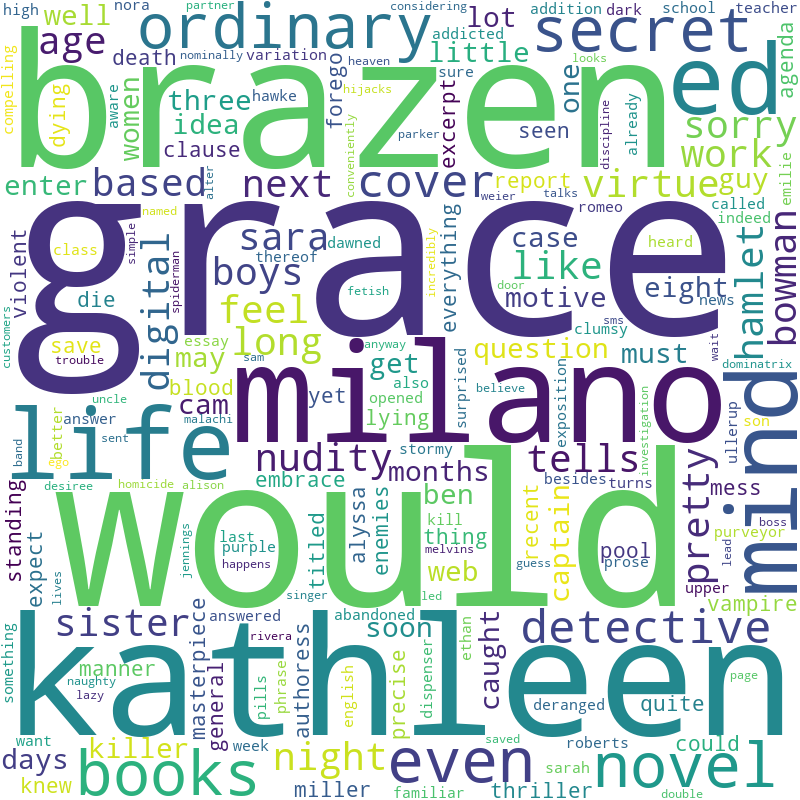 high nora partner considering addition dark school teacher
well ordinary lot addicted secret
age death variation little sure looks
compelling
brazen
ed
agenda
dying
aware
women
three
idea
hawke
nominally
heaven
hijacks
forego
excerpt
seen
one
discipline
already
sorry
clause
parker
work
enter based
alter
next
conveniently
cover report
weier
talks
virtue guy
emilie
named
grace
romeo
called
indeed
violent
class
simple
spiderman
digital
sara
thereof
dawned
everything
incredibly
case
heard
hamlet
bowman
boys
like
door
eight
news
die
fetish
motive
sms
clumsy
customers
save
trouble
essay
feel
long
sam
anyway
get
question
must
wait
dominatrix
may
milano
mind
uncle
blood
also
opened
surprised
believe
exposition
investigation
son
ullerup
better
answer
cam
yet
lying
life
malachi
band
ego
sent
nudity
stormy
months
tells
besides turns
pretty
mess
boss
standing
desiree
homicide
alison
embrace
ben
recent
captain
lead
purveyor
expect
would
kill
thing
alyssa
enemies
titled
last
purple
happens
jennings
melvins
web
guess
prose
pool
upper
vampire
lives
singer
led
something
sister
masterpiece
answered
rivera
abandoned
soon
ethan
detective
kathleen
manner
naughty
lazy
general
pills
phrase
authoress
english
precise
dispenser
caught
deranged
quite
page
want
days
killer
week
night
even
saved
roberts
could
knew
books
miller
familiar
thriller
sarah
novel
double